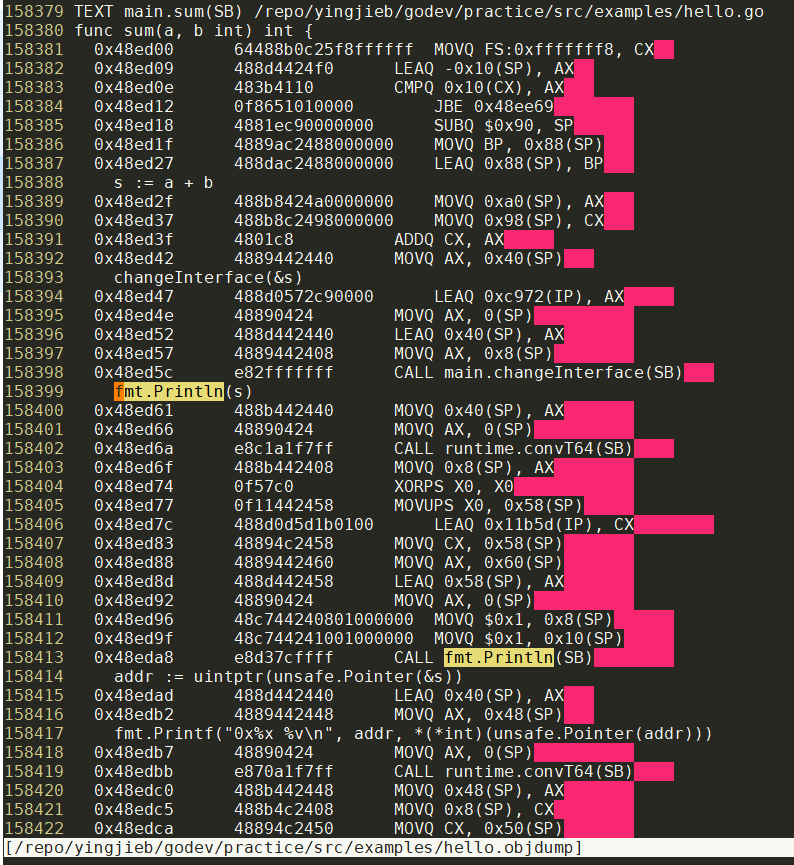 158379 TEXT main.sum(SB) /repo/yingjieb/godev/practice/src/examples/hello.go
158380 func sum(a, b int) int {
158381   0x48ed00   64488b0c25f8ffffff  MOVQ FS:0xfffffff8, CX
158382   0x48ed09   488d4424f0   LEAQ -0x10(SP), AX
158383   0x48ed0e   483b4110   CMPQ 0x10(CX), AX
158384   0x48ed12   0f8651010000   JBE 0x48ee69
158385   0x48ed18   4881ec90000000   SUBQ $0x90, SP
158386   0x48ed1f   4889ac2488000000  MOVQ BP, 0x88(SP)
158387   0x48ed27   488dac2488000000  LEAQ 0x88(SP), BP
158388     s := a + b
158389   0x48ed2f   488b8424a0000000  MOVQ 0xa0(SP), AX
158390   0x48ed37   488b8c2498000000  MOVQ 0x98(SP), CX
158391   0x48ed3f   4801c8   ADDQ CX, AX
158392   0x48ed42   4889442440   MOVQ AX, 0x40(SP)
158393     changeInterface(&s)
158394   0x48ed47   488d0572c90000   LEAQ 0xc972(IP), AX
158395   0x48ed4e   48890424   MOVQ AX, 0(SP)
158396   0x48ed52   488d442440   LEAQ 0x40(SP), AX
158397   0x48ed57   4889442408   MOVQ AX, 0x8(SP)
158398   0x48ed5c   e82fffffff   CALL main.changeInterface(SB)
158399     fmt.Println(s)
158400   0x48ed61   488b442440   MOVQ 0x40(SP), AX
158401   0x48ed66   48890424   MOVQ AX, 0(SP)
158402   0x48ed6a   e8c1a1f7ff   CALL runtime.convT64(SB)
158403   0x48ed6f   488b442408   MOVQ 0x8(SP), AX
158404   0x48ed74   0f57c0   XORPS X0, X0
158405   0x48ed77   0f11442458   MOVUPS X0, 0x58(SP)
158406   0x48ed7c   488d0d5d1b0100   LEAQ 0x11b5d(IP), CX
158407   0x48ed83   48894c2458   MOVQ CX, 0x58(SP)
158408   0x48ed88   4889442460   MOVQ AX, 0x60(SP)
158409   0x48ed8d   488d442458   LEAQ 0x58(SP), AX
158410   0x48ed92   48890424   MOVQ AX, 0(SP)
158411   0x48ed96   48c744240801000000  MOVQ $0x1, 0x8(SP)
158412   0x48ed9f   48c744241001000000  MOVQ $0x1, 0x10(SP)
158413   0x48eda8   e8d37cffff   CALL fmt.Println(SB)
158414     addr := uintptr(unsafe.Pointer(&s))
158415   0x48edad   488d442440   LEAQ 0x40(SP), AX
158416   0x48edb2   4889442448   MOVQ AX, 0x48(SP)
158417     fmt.Printf("0x%x %v\n", addr, *(*int)(unsafe.Pointer(addr)))
158418   0x48edb7   48890424   MOVQ AX, 0(SP)
158419   0x48edbb   e870a1f7ff   CALL runtime.convT64(SB)
158420   0x48edc0   488b442448   MOVQ 0x48(SP), AX
158421   0x48edc5   488b4c2408   MOVQ 0x8(SP), CX
158422   0x48edca   48894c2450   MOVQ CX, 0x50(SP)
[/repo/yingjieb/godev/practice/src/examples/hello.objdump]